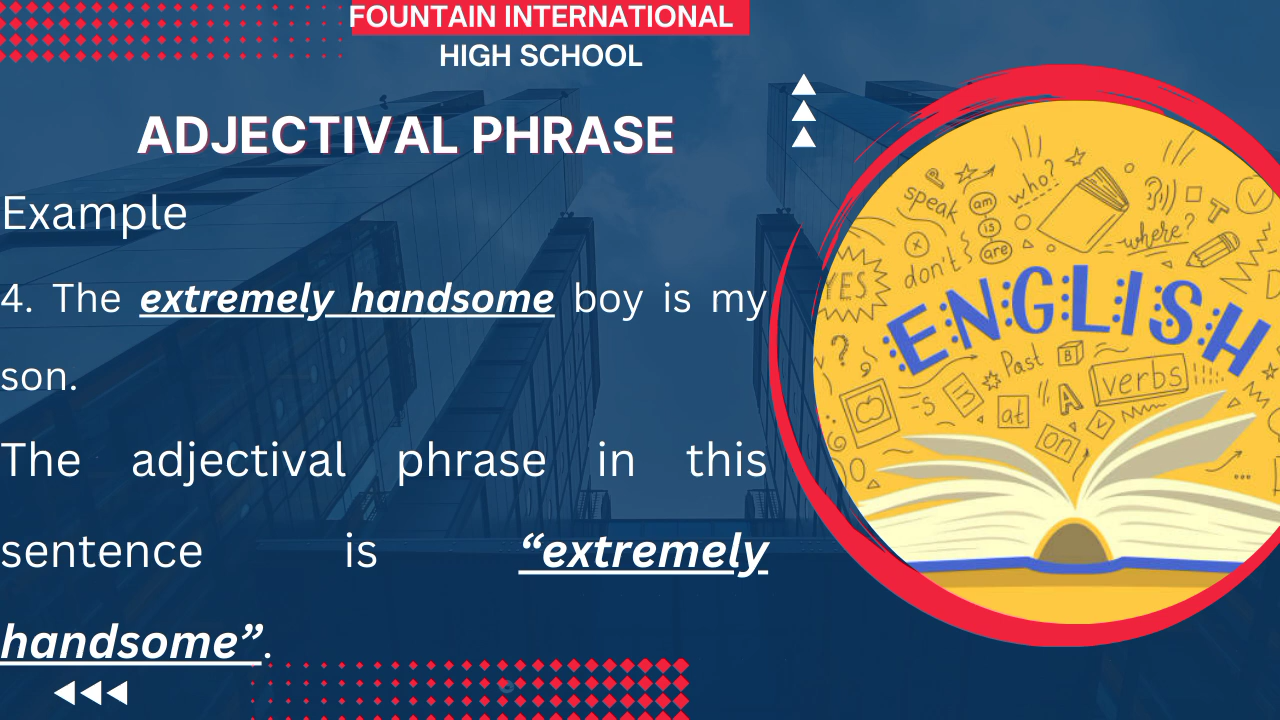 FOUNTAIN INTERNATIONAL
HIGH SCHOOL
ADJECTIVAL PHRASE
Example
4. The extremely handsome boy is my
son.
The adjectival phrase in this
sentence is “extremely
handsome”.
speak
am
is
are
who?
where?
don't
YES
ENGLISH
?
Past
B
verbs
-s
at
A
on
T